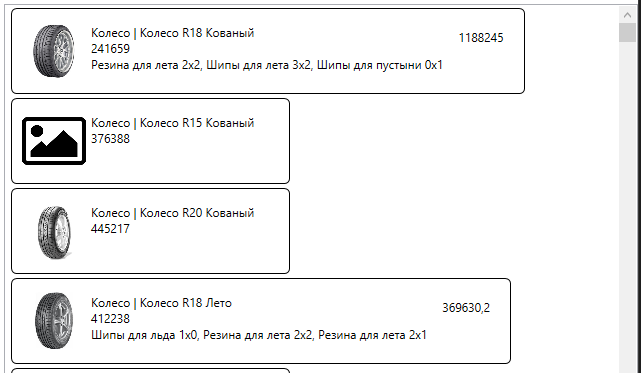 Колесо | Колесо R18 Кованый
1188245
241659
Резина для лета 2x2, Шипы для лета 3x2, Шипы для пустыни 0x1
Колесо | Колесо R15 Кованый
376388
Колесо | Колесо R20 Кованый
445217
Колесо | Колесо R18 Лето
369630,2
412238
Шипы для льда 1x0, Резина для лета 2x2, Резина для лета 2x1